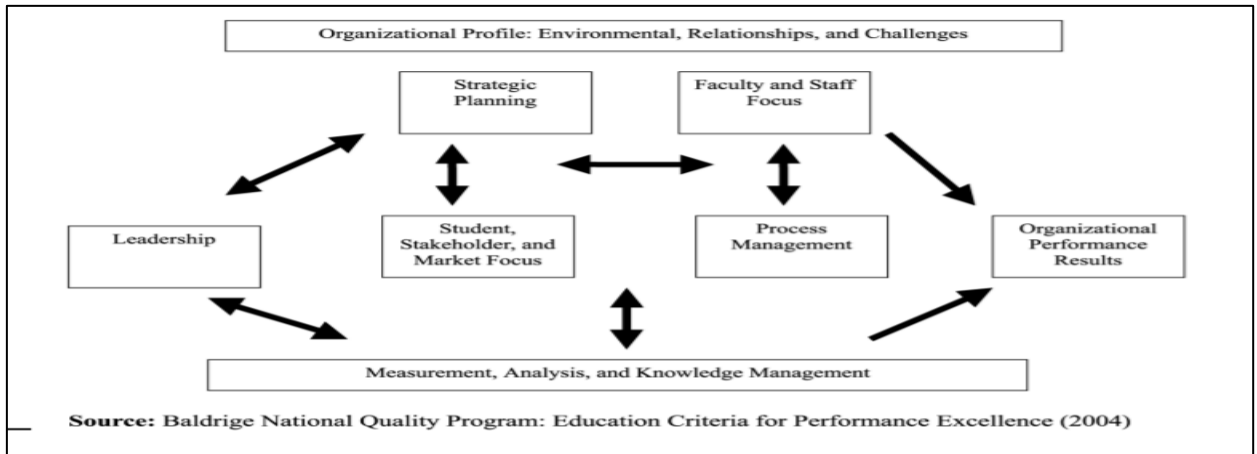 Organizational Profile: Environmental, Relationships, and Challenges
Strategic
Planning
Faculty and Staff
Focus
Leadership
Student,
Stakeholder, and
Market Focus
Process
Management
Organizational
Performance
Results
Measurement, Analysis, and Knowledge Management
Source: Baldrige National Quality Program: Education Criteria for Performance Excellence (2004)